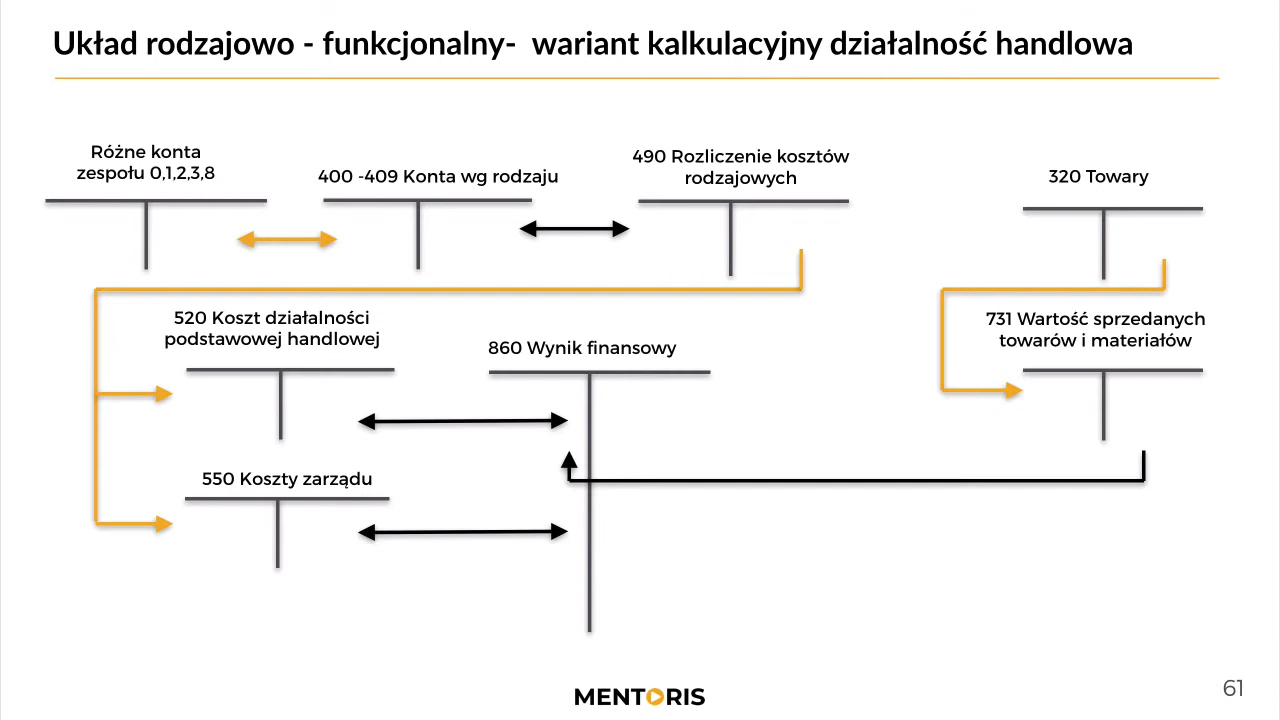 Układ rodzajowo - funkcjonalny-  wariant kalkulacyjny działalność handlowa
Różne konta
zespołu 0,1,2,3,8
400 -409 Konta wg rodzaju
490 Rozliczenie kosztów
rodzajowych
320 Towary
520 Koszt działalności
podstawowej handlowej
860 Wynik finansowy
731 Wartość sprzedanych
towarów i materiałów
550 Koszty zarządu
MENTORIS
61